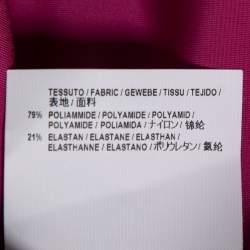 TESSUTO / FABRIC / GEWEBE / TISSU / TEJIDO /
表地 / 面料
79% POLIAMMIDE / POLYAMIDE / POLYAMID /
POLYAMIDE / POLIAMIDA / ナイロン / 锦纶
21% ELASTAN / ELASTANE / ELASTHAN /
ELASTHANNE / ELASTANO / ポリウレタン / 氨纶